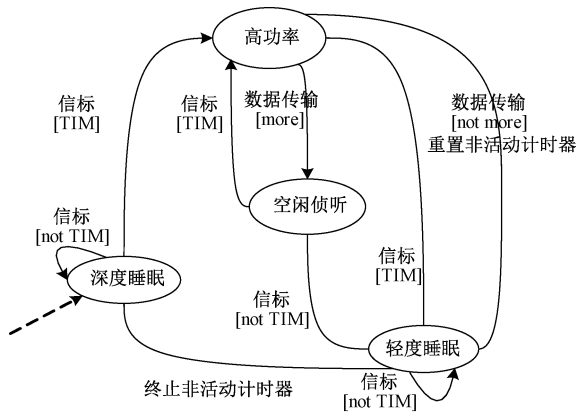 高功率
信标
[TIM]
信标
[TIM]
数据传输
[more]
数据传输
[not more]
重置非活动计时器
空闲侦听
信标
[not TIM]
深度睡眠
信标
[TIM]
信标
[not TIM]
轻度睡眠
终止非活动计时器
信标
[not TIM]